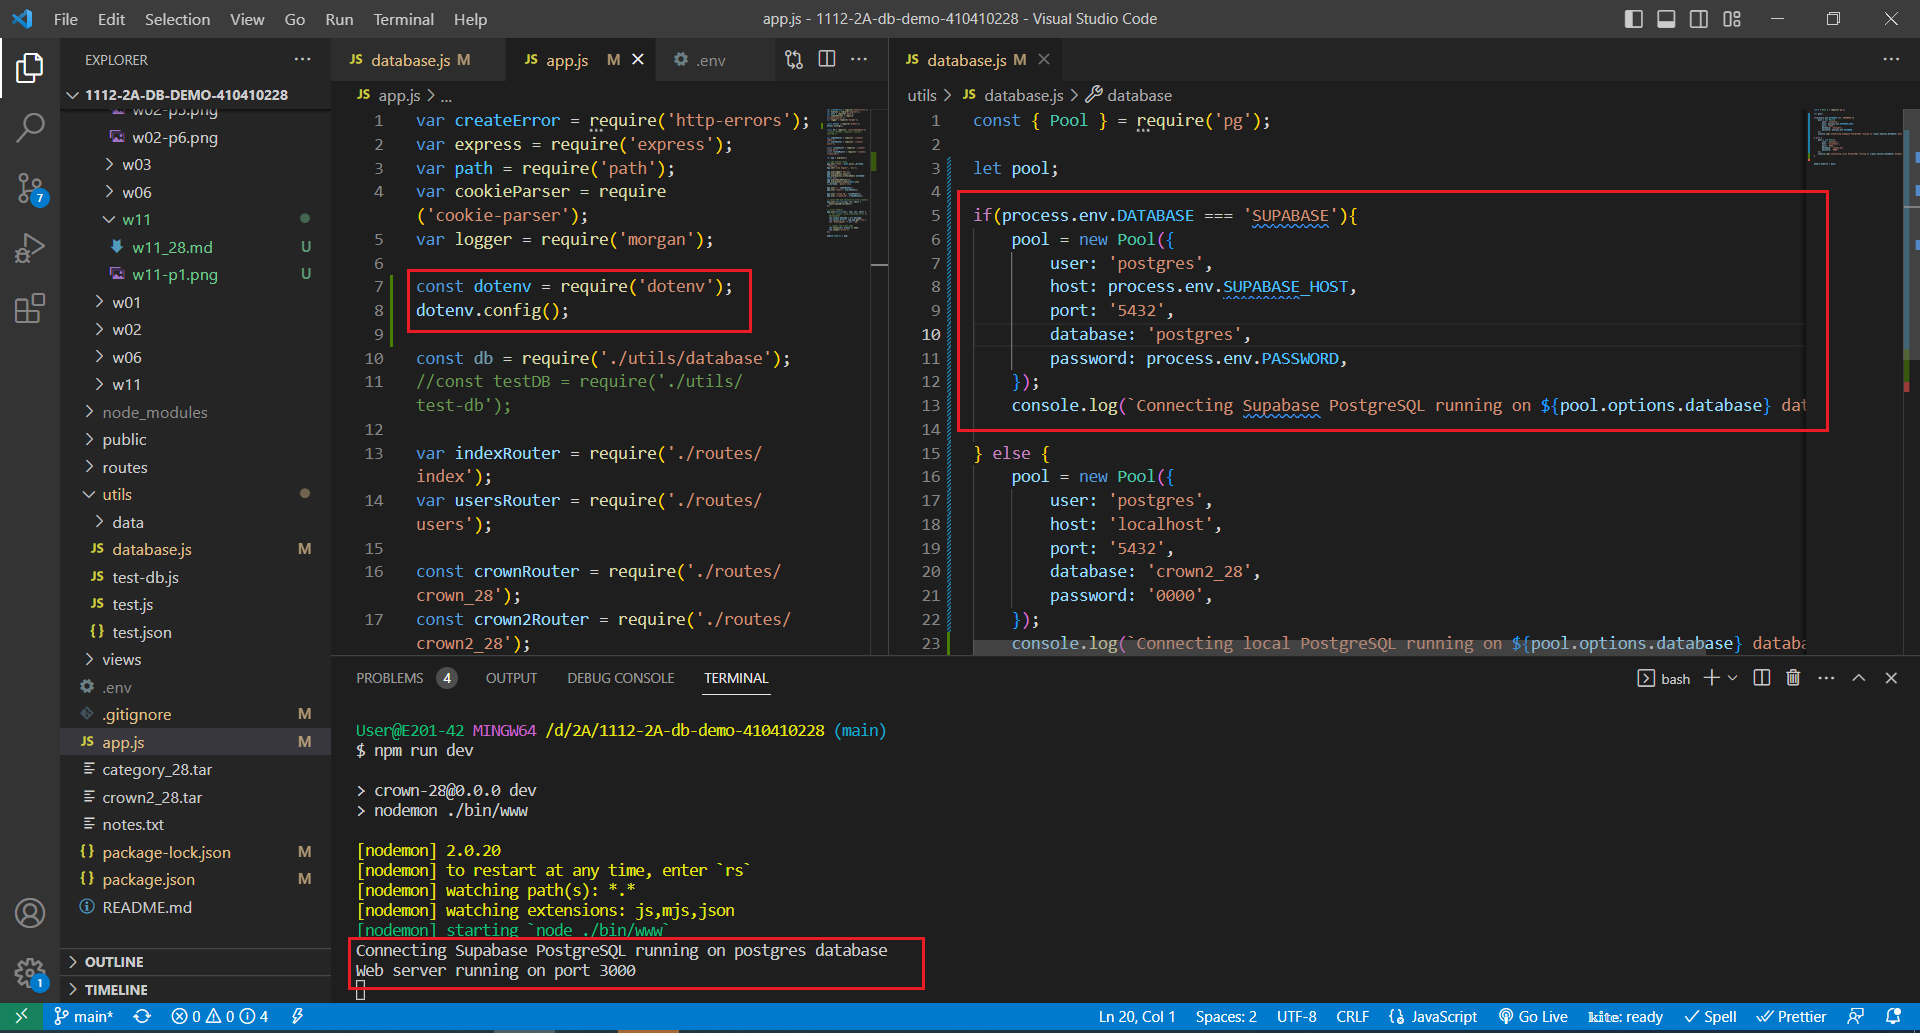 File Edit Selection View Go Run Terminal Help
app.js - 1112-2A-db-demo-410410228 - Visual Studio Code
EXPLORER
1112-2A-DB-DEMO-410410228
w02-p5.png
w02-p6.png
w03
w06
w11
w11_28.md U
w11-p1.png U
w01
w02
w06
w11
node_modules
public
routes
utils
data
JS database.js M
JS test-db.js
JS test.js
{} test.json
views
.env
.gitignore M
JS app.js M
category_28.tar
crown2_28.tar
notes.txt
{} package-lock.json M
{} package.json M
README.md
OUTLINE
TIMELINE
7
1
JS database.js M
JS app.js M
.env
JS app.js > ...
1 var createError = require('http-errors');
2 var express = require('express');
3 var path = require('path');
4 var cookieParser = require
('cookie-parser');
5 var logger = require('morgan');
6
7 const dotenv = require('dotenv');
8 dotenv.config();
9
10 const db = require('./utils/database');
11 //const testDB = require('./utils/
test-db');
12
13 var indexRouter = require('./routes/
index');
14 var usersRouter = require('./routes/
users');
15
16 const crownRouter = require('./routes/
crown_28');
17 const crown2Router = require('./routes/
crown2_28');
JS database.js M
utils > JS database.js > database
1 const { Pool } = require('pg');
2
3 let pool;
4
5 if(process.env.DATABASE === 'SUPABASE'){
6 pool = new Pool({
7 user: 'postgres',
8 host: process.env.SUPABASE_HOST,
9 port: '5432',
10 database: 'postgres',
11 password: process.env.PASSWORD,
12 });
13 console.log(`Connecting Supabase PostgreSQL running on ${pool.options.database} dat
14
15 } else {
16 pool = new Pool({
17 user: 'postgres',
18 host: 'localhost',
19 port: '5432',
20 database: 'crown2_28',
21 password: '0000',
22 });
23 console.log(`Connecting local PostgreSQL running on ${pool.options.database} databa
PROBLEMS 4 OUTPUT DEBUG CONSOLE TERMINAL
bash
User@E201-42 MINGW64 /d/2A/1112-2A-db-demo-410410228 (main)
$ npm run dev
> crown-28@0.0.0 dev
> nodemon ./bin/www
[nodemon] 2.0.20
[nodemon] to restart at any time, enter `rs`
[nodemon] watching path(s): *.*
[nodemon] watching extensions: js,mjs,json
[nodemon] starting `node ./bin/www`
Connecting Supabase PostgreSQL running on postgres database
Web server running on port 3000
main* 0 0 4
Ln 20, Col 1 Spaces: 2 UTF-8 CRLF {} JavaScript Go Live kite: ready Spell Prettier